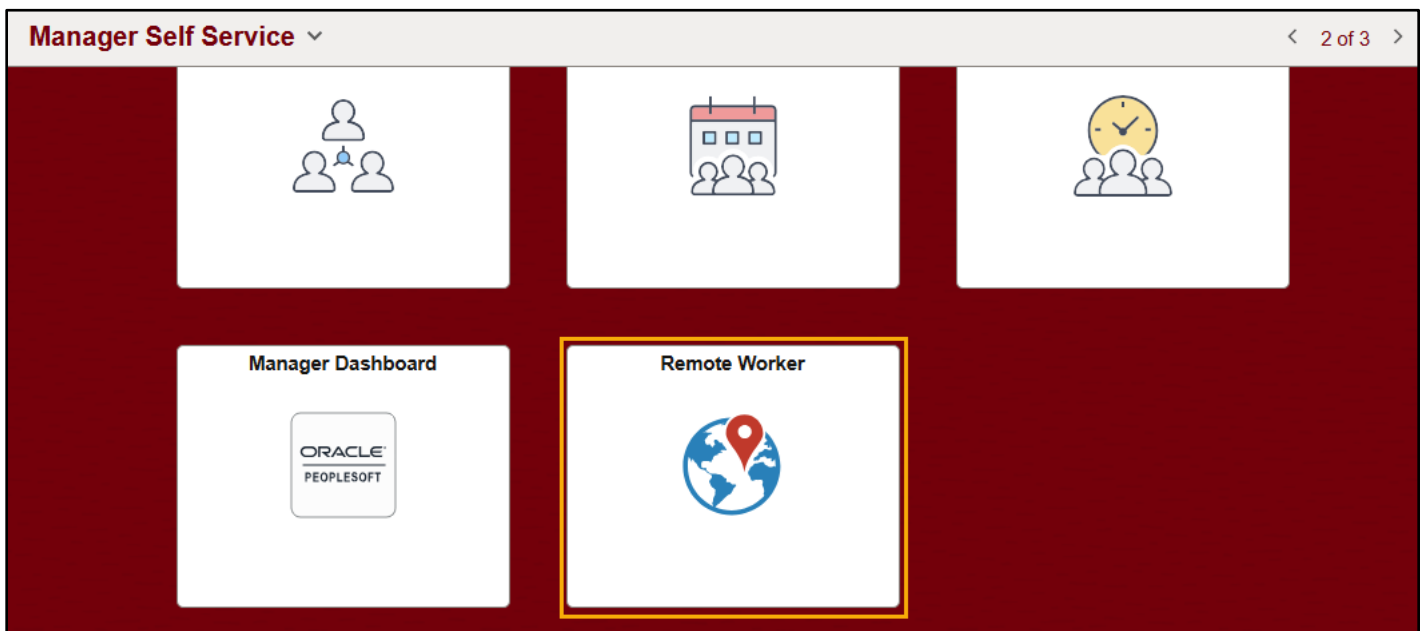 Manager Self Service
2 of 3
Manager Dashboard
Remote Worker
ORACLE
PEOPLESOFT